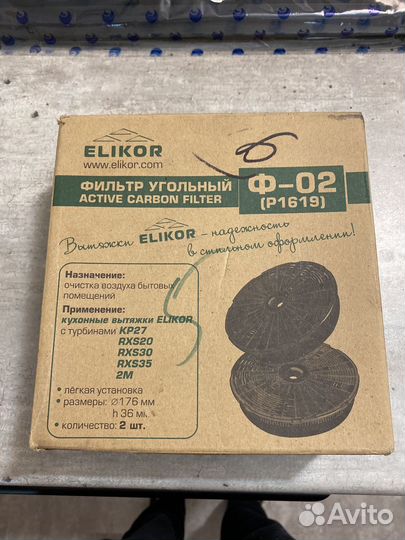 ELIKOR
www.elikor.com
ФИЛЬТР УГОЛЬНЫЙ
ACTIVE CARBON FILTER
Ф-02
(P1619)
Вытяжки ELIKOR - надежность
в стильном оформлении!
Назначение:
очистка воздуха бытовых
помещений
Применение:
кухонные вытяжки ELIKOR
с турбинами KP27
RXS20
RXS30
RXS35
2M
• лёгкая установка
• размеры: ⌀176 мм
h 36 мм.
• количество: 2 шт.
Avito